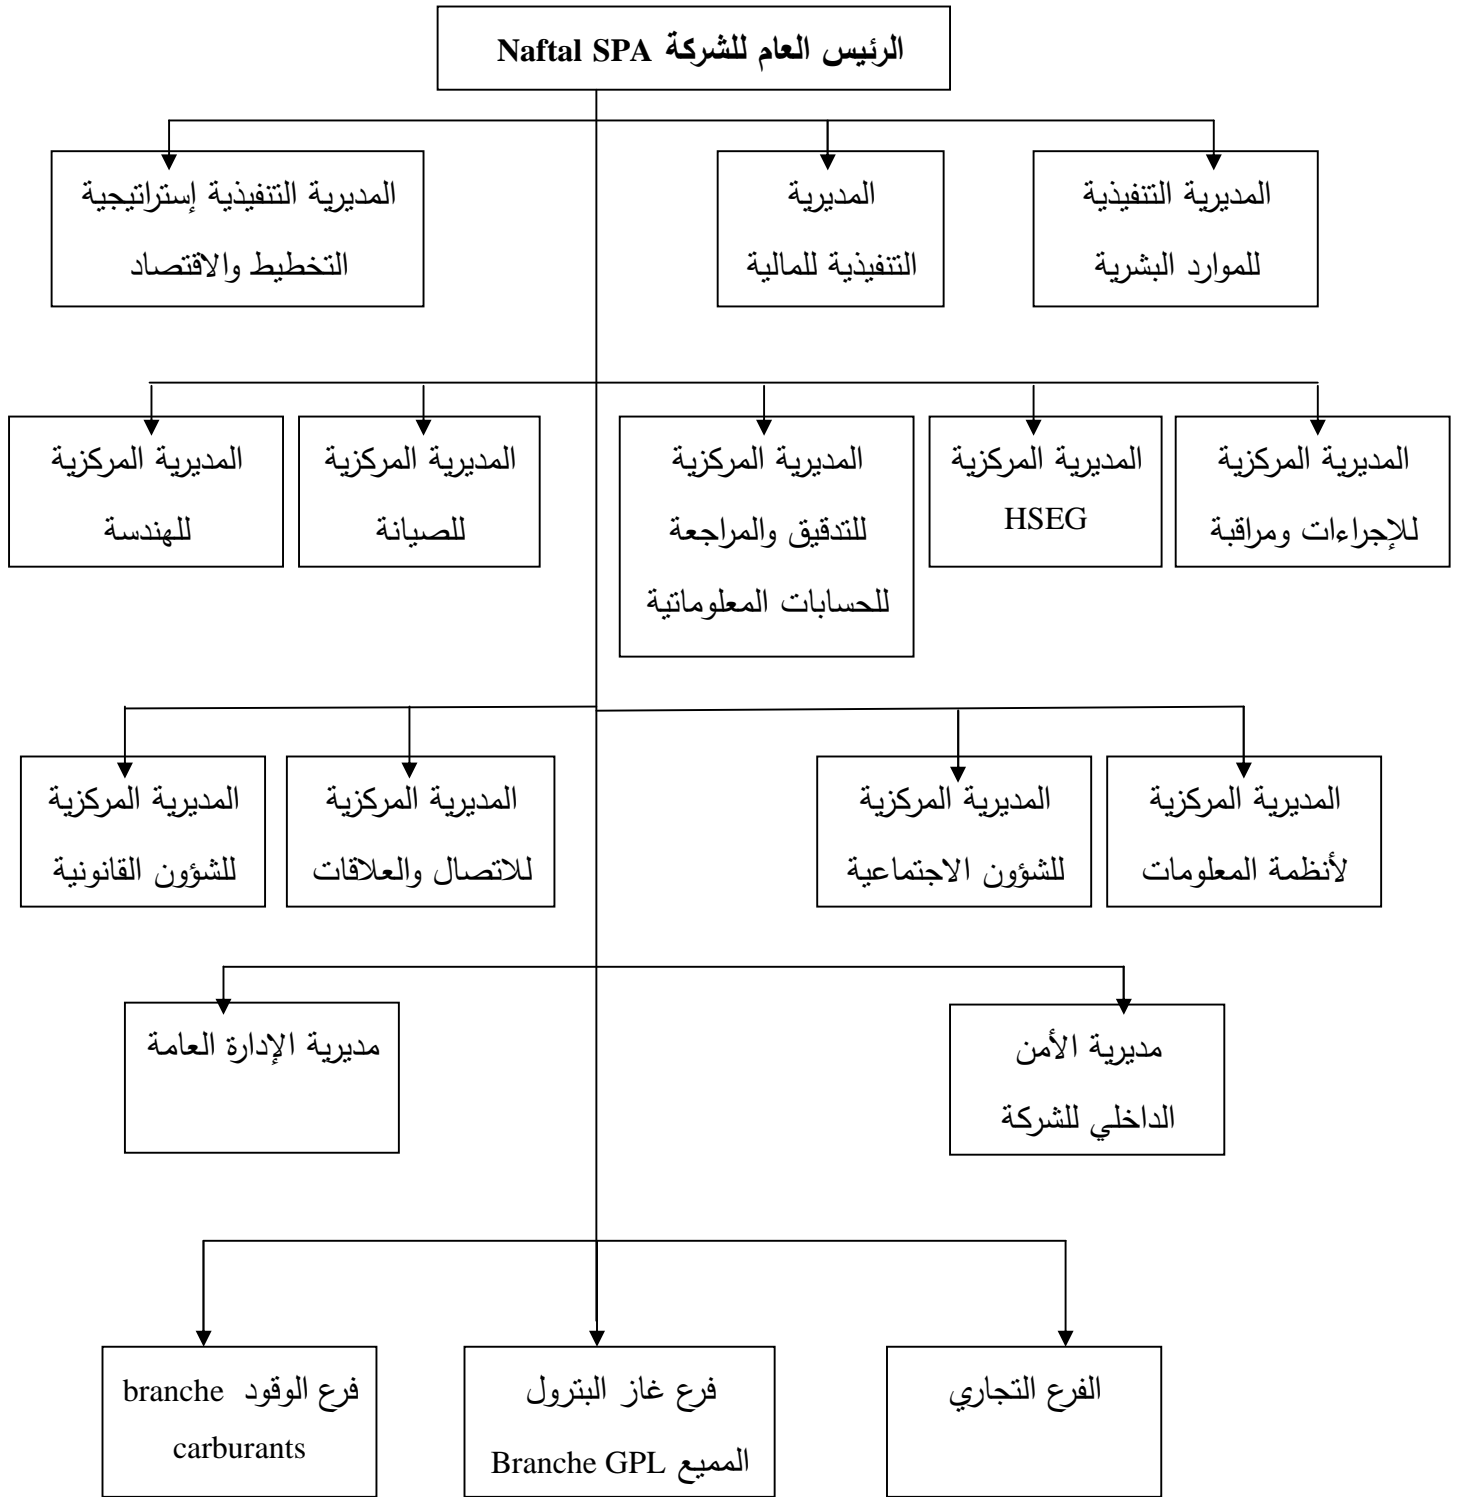 الرئيس العام للشركة Naftal SPA
المديرية التنفيذية
للموارد البشرية
المديرية
التنفيذية للمالية
المديرية التنفيذية إستراتيجية
التخطيط والاقتصاد
المديرية المركزية
للإجراءات ومراقبة
المديرية المركزية
HSEG
المديرية المركزية
للتدقيق والمراجعة
للحسابات المعلوماتية
المديرية المركزية
للصيانة
المديرية المركزية
للهندسة
المديرية المركزية
لأنظمة المعلومات
المديرية المركزية
للشؤون الاجتماعية
المديرية المركزية
للاتصال والعلاقات
المديرية المركزية
للشؤون القانونية
مديرية الأمن
الداخلي للشركة
مديرية الإدارة العامة
الفرع التجاري
فرع غاز البترول
المميع Branche GPL
فرع الوقود branche
carburants